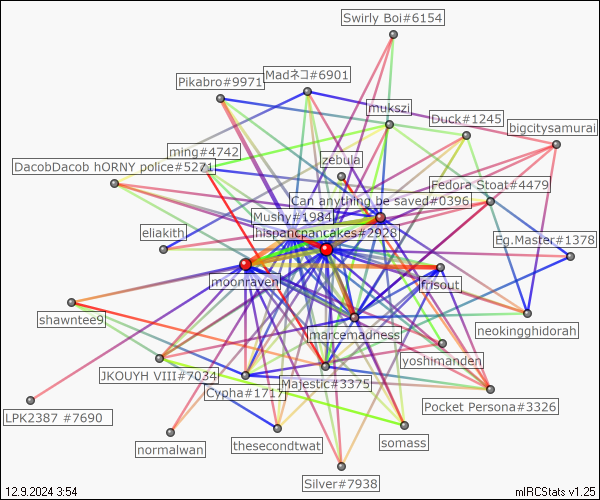 Swirly Boi#6154
Madネコ#6901
Pikabro#9971
mukszi
Duck#1245
bigcitysamurai
ming#4742
zebula
DacobDacob hORNY police#5271
Fedora Stoat#4479
Can anything be saved#0396
Mushy#1984
eliakith
hispancpancakes#2928
Eg.Master#1378
moonraven
frisout
shawntee9
marcemadness
neokingghidorah
yoshimanden
JKOUYH VIII#7034
Majestic#3375
Cypha#1717
Pocket Persona#3326
LPK2387 #7690
normalwan
thesecondtwat
somass
Silver#7938
12.9.2024 3:54
mIRCStats v1.25